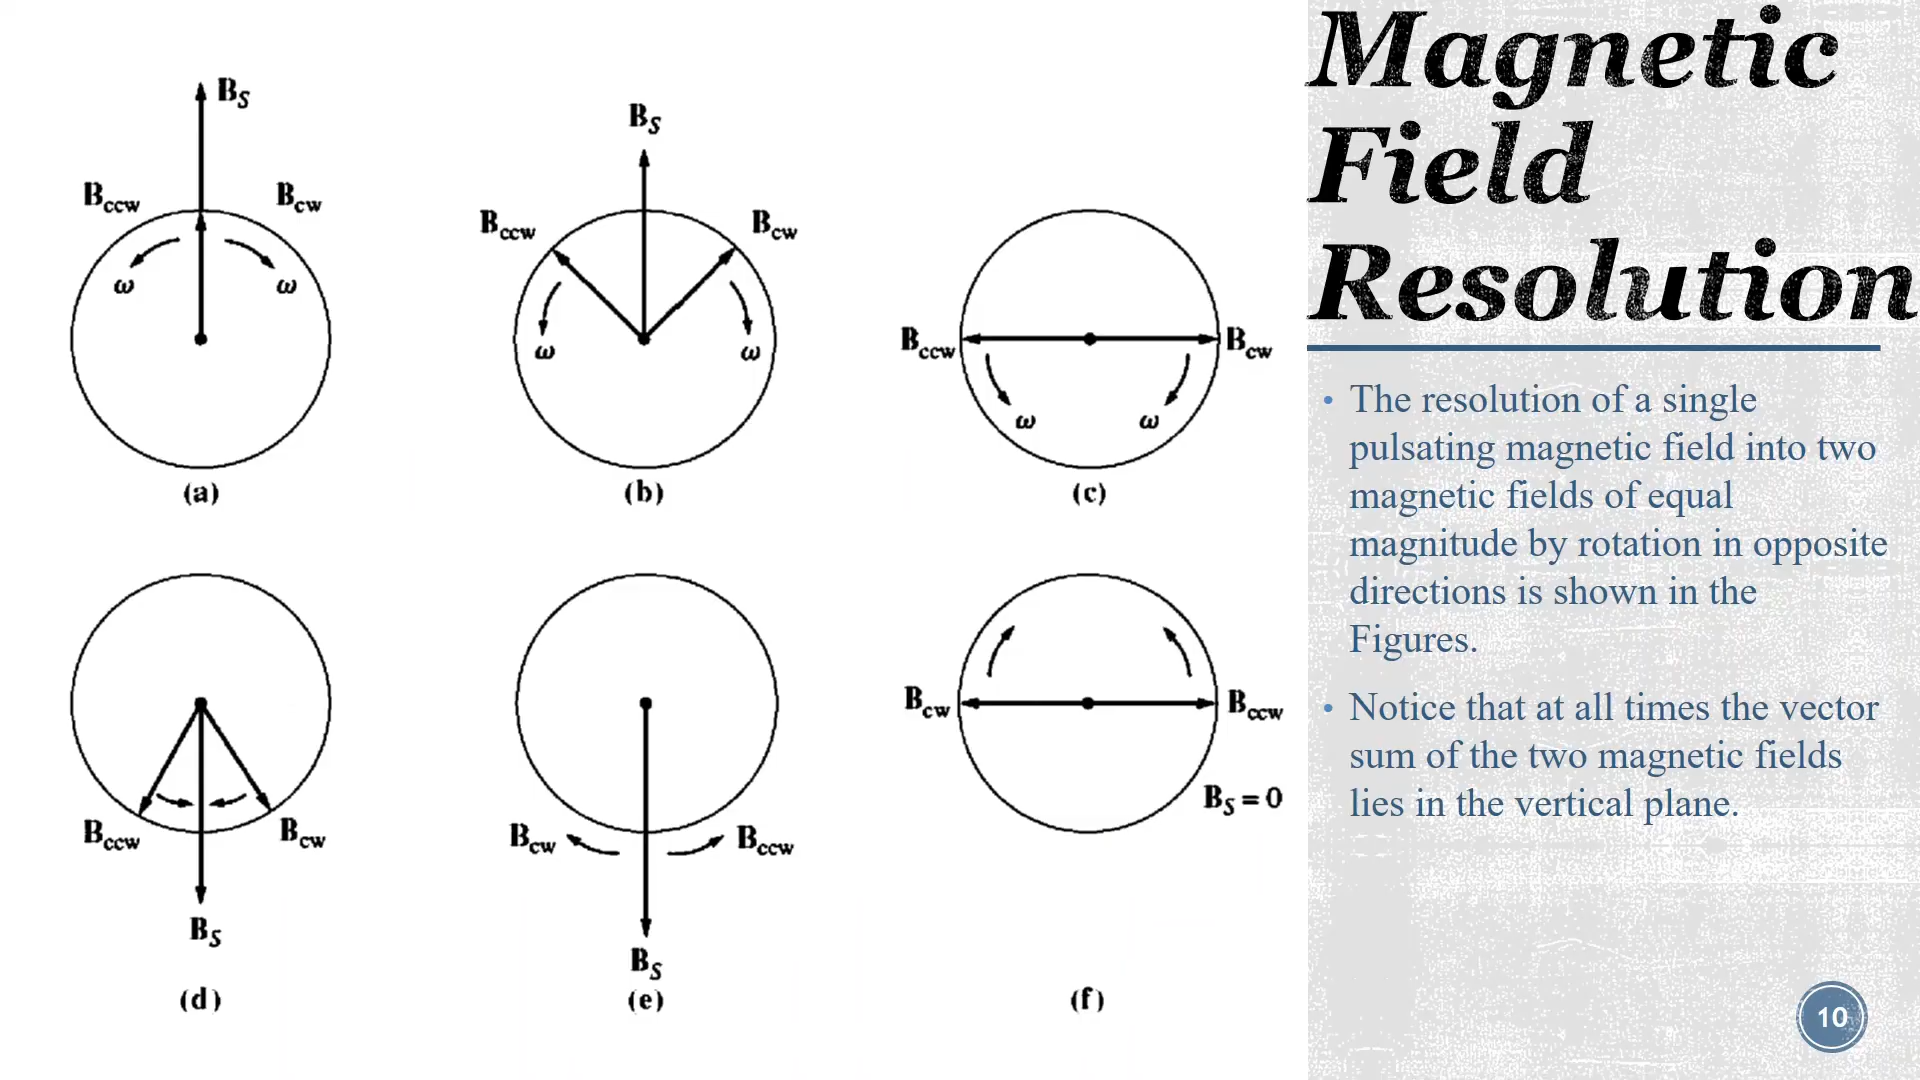 Magnetic
Field
Resolution
B_S
B_ccw
B_cw
ω
ω
(a)
B_S
B_ccw
B_cw
ω
ω
(b)
B_ccw
B_cw
ω
ω
(c)
B_ccw
B_cw
B_S
(d)
B_cw
B_ccw
B_S
(e)
B_cw
B_ccw
B_S = 0
(f)
• The resolution of a single
pulsating magnetic field into two
magnetic fields of equal
magnitude by rotation in opposite
directions is shown in the
Figures.
• Notice that at all times the vector
sum of the two magnetic fields
lies in the vertical plane.
10